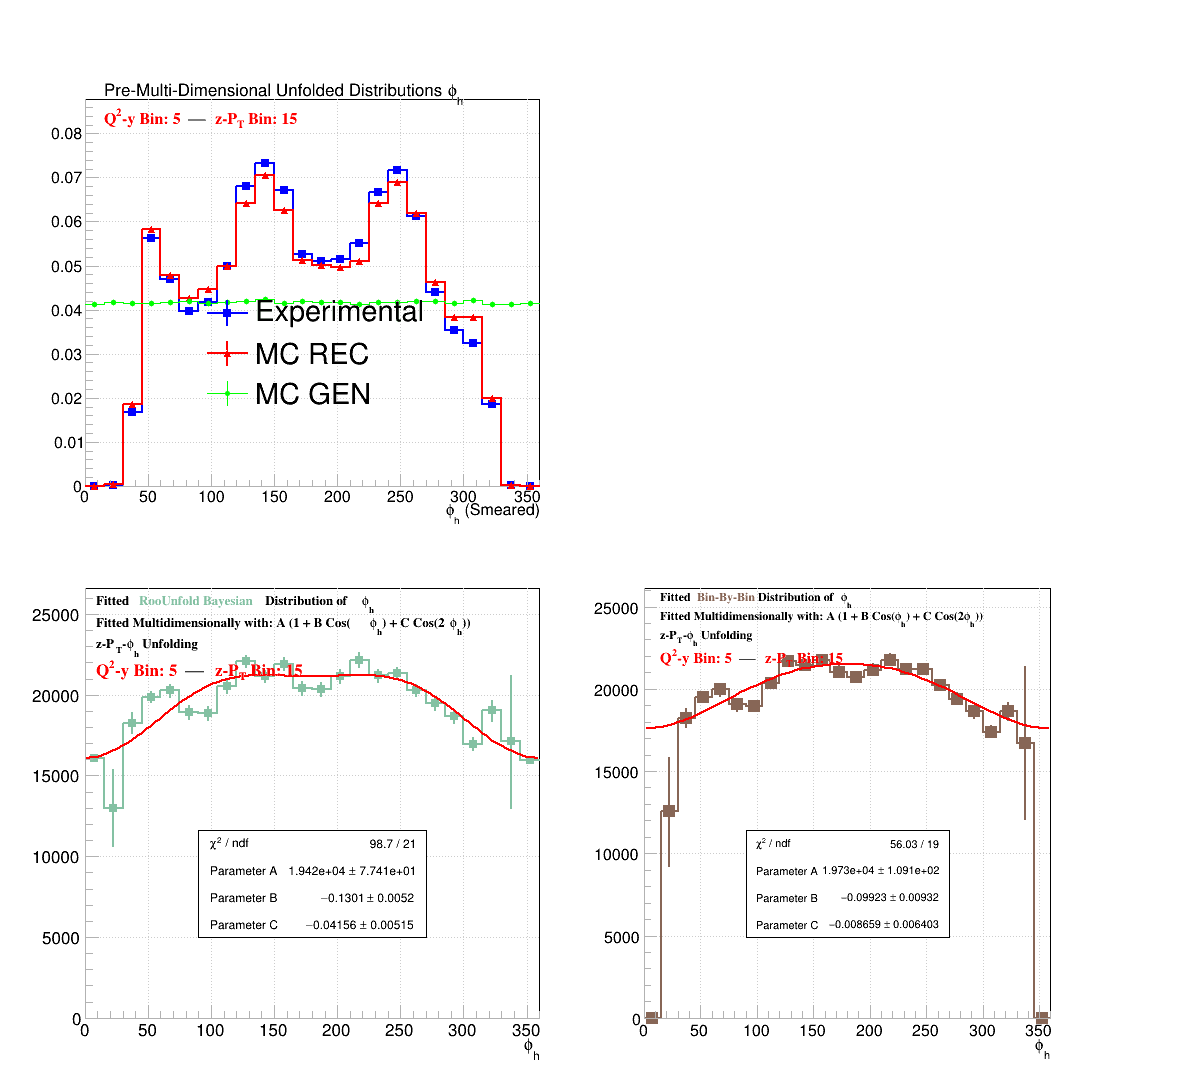 Pre-Multi-Dimensional Unfolded Distributions ϕh
Q2-y Bin: 5 — z-PT Bin: 15
0.08
0.07
0.06
0.05
0.04
0.03
0.02
0.01
0
Experimental
MC REC
MC GEN
0 50 100 150 200 250 300 350
ϕh (Smeared)
Fitted RooUnfold Bayesian Distribution of ϕh
Fitted Multidimensionally with: A (1 + B Cos( ϕh) + C Cos(2 ϕh))
z-PT-ϕh Unfolding
Q2-y Bin: 5 — z-PT Bin: 15
25000
20000
15000
10000
5000
0
χ2 / ndf 98.7 / 21
Parameter A 1.942e+04 ± 7.741e+01
Parameter B −0.1301 ± 0.0052
Parameter C −0.04156 ± 0.00515
0 50 100 150 200 250 300 350
ϕh
Fitted Bin-By-Bin Distribution of ϕh
Fitted Multidimensionally with: A (1 + B Cos(ϕh) + C Cos(2ϕh))
z-PT-ϕh Unfolding
Q2-y Bin: 5 — z-PT Bin: 15
25000
20000
15000
10000
5000
0
χ2 / ndf 56.03 / 19
Parameter A 1.973e+04 ± 1.091e+02
Parameter B −0.09923 ± 0.00932
Parameter C −0.008659 ± 0.006403
0 50 100 150 200 250 300 350
ϕh